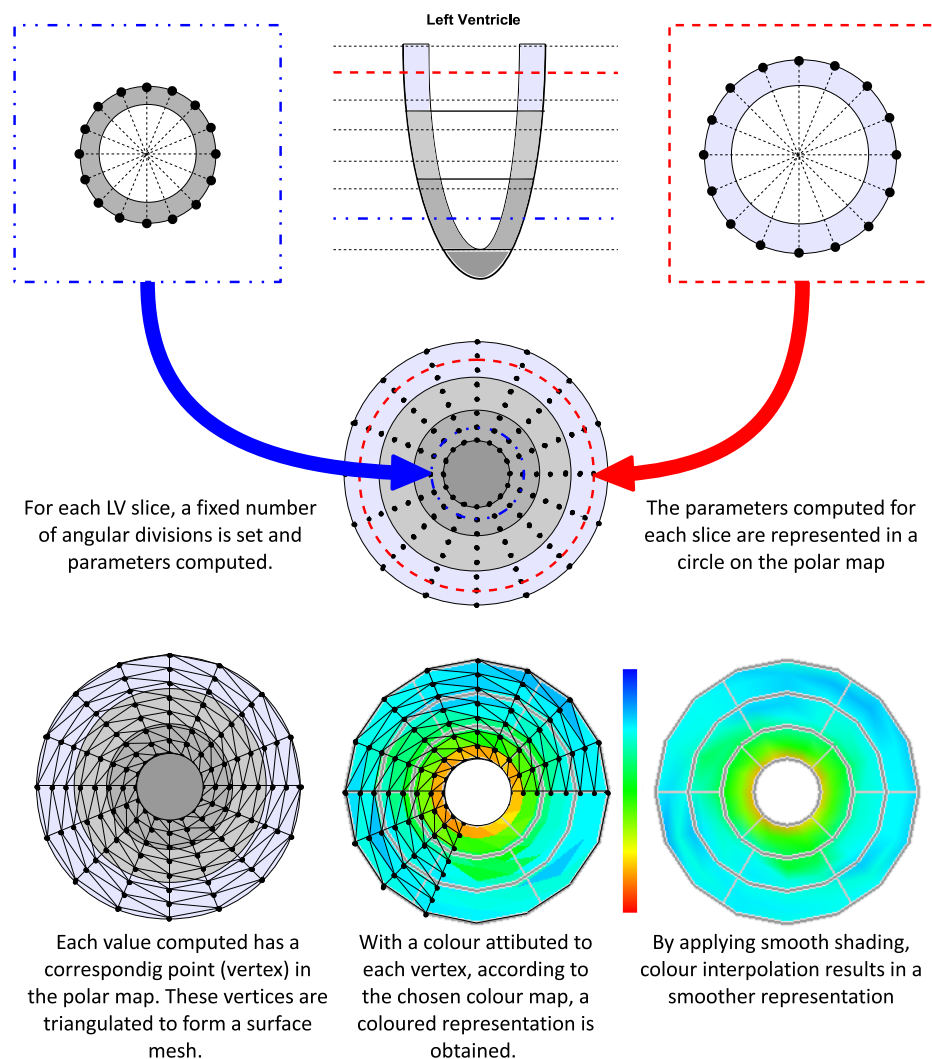 Left Ventricle
For each LV slice, a fixed number
of angular divisions is set and
parameters computed.
The parameters computed for
each slice are represented in a
circle on the polar map
Each value computed has a
correspondig point (vertex) in
the polar map. These vertices are
triangulated to form a surface
mesh.
With a colour attibuted to
each vertex, according to
the chosen colour map, a
coloured representation is
obtained.
By applying smooth shading,
colour interpolation results in a
smoother representation